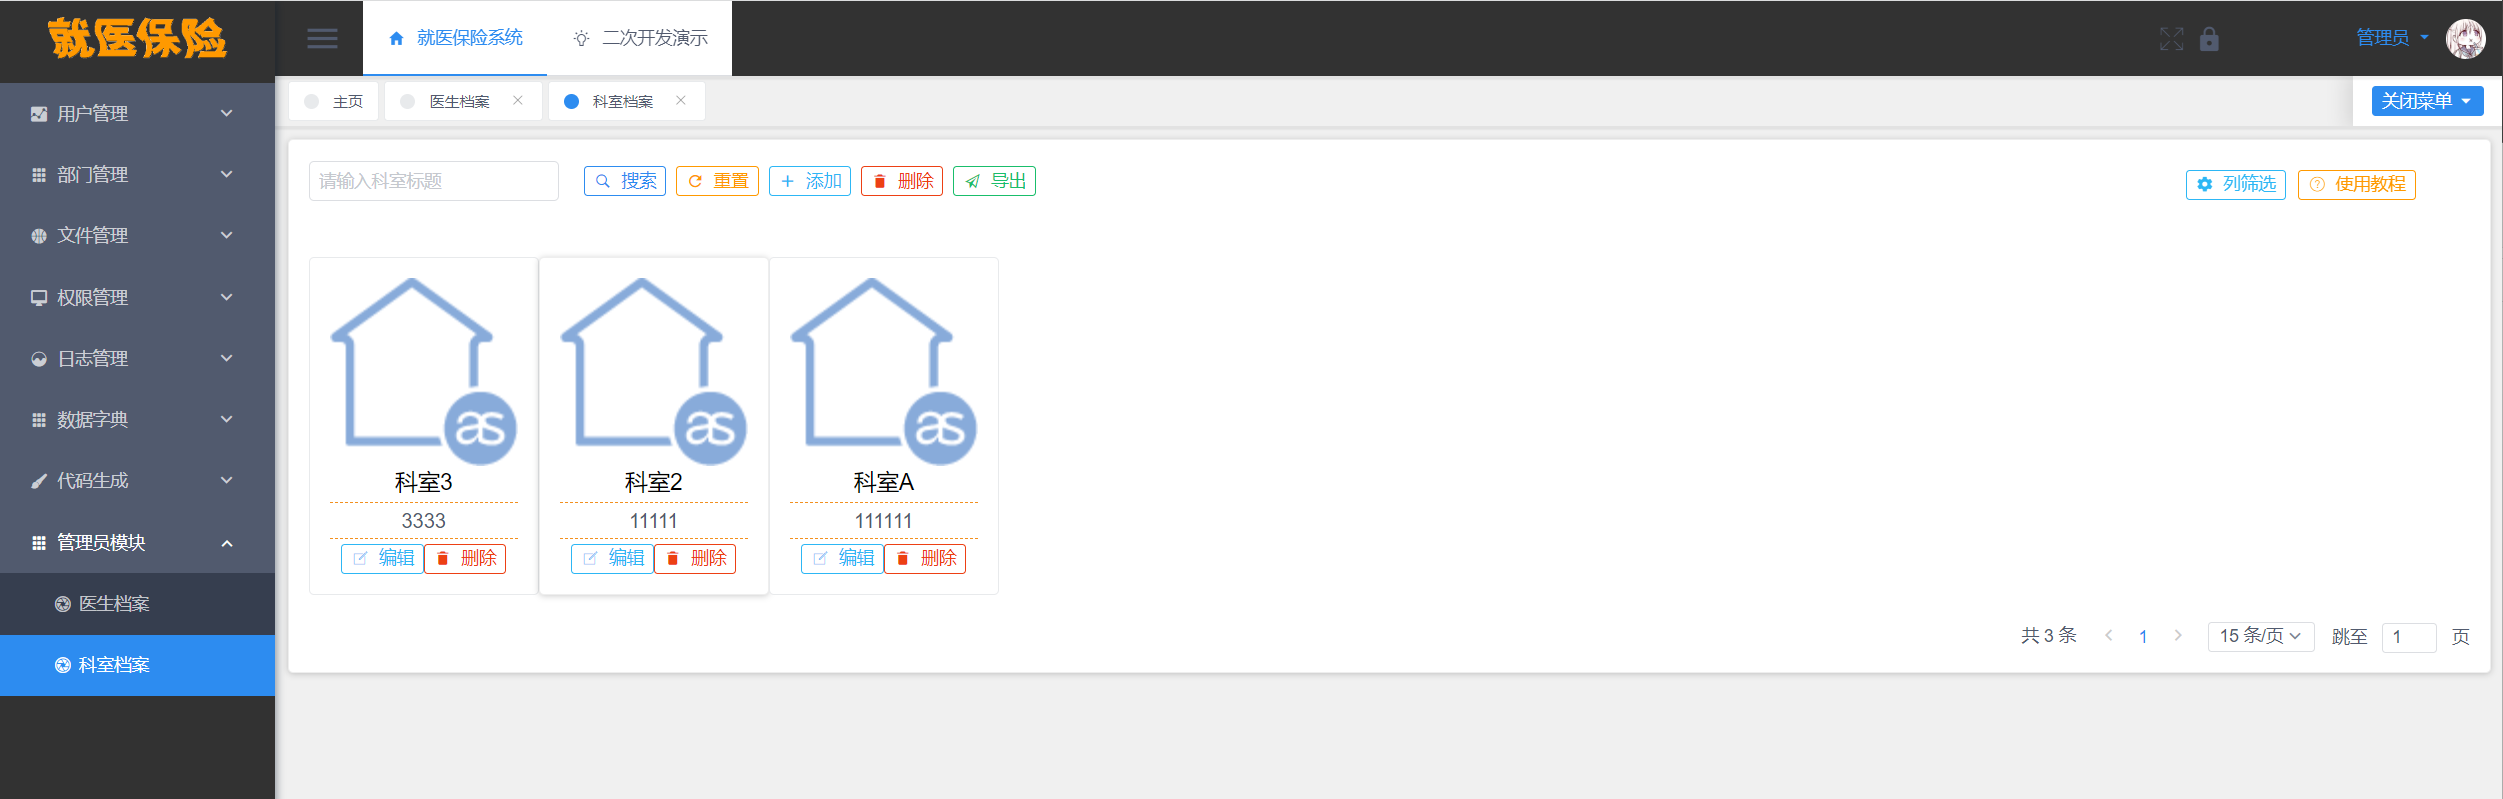 就医保险
就医保险系统
二次开发演示
管理员
用户管理
部门管理
文件管理
权限管理
日志管理
数据字典
代码生成
管理员模块
医生档案
科室档案
主页
医生档案
科室档案
关闭菜单
请输入科室标题
搜索
重置
添加
删除
导出
列筛选
使用教程
as
科室3
3333
编辑 删除
as
科室2
11111
编辑 删除
as
科室A
111111
编辑 删除
共 3 条 1 15 条/页 跳至 1 页